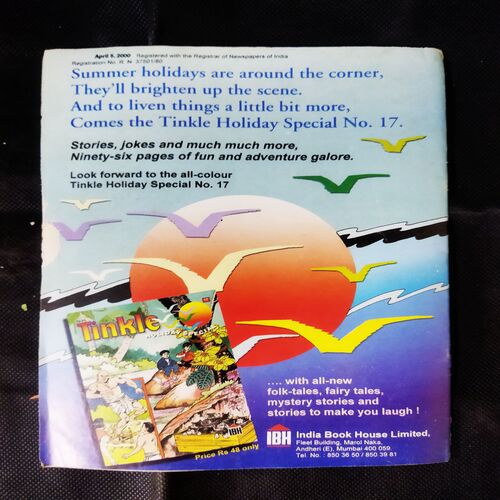 April 5, 2000 Registered with the Registrar of Newspapers of India
Registration No. R. N. 37501/80
Summer holidays are around the corner,
They'll brighten up the scene.
And to liven things a little bit more,
Comes the Tinkle Holiday Special No. 17.
Stories, jokes and much much more,
Ninety-six pages of fun and adventure galore.
Look forward to the all-colour
Tinkle Holiday Special No. 17
Tinkle
HOLIDAY SPECIAL
IBH
Price Rs 48 only
.... with all-new
folk-tales, fairy tales,
mystery stories and
stories to make you laugh !
IBH India Book House Limited,
Fleet Building, Marol Naka,
Andheri (E), Mumbai 400 059.
Tel. No. : 850 36 50 / 850 39 81